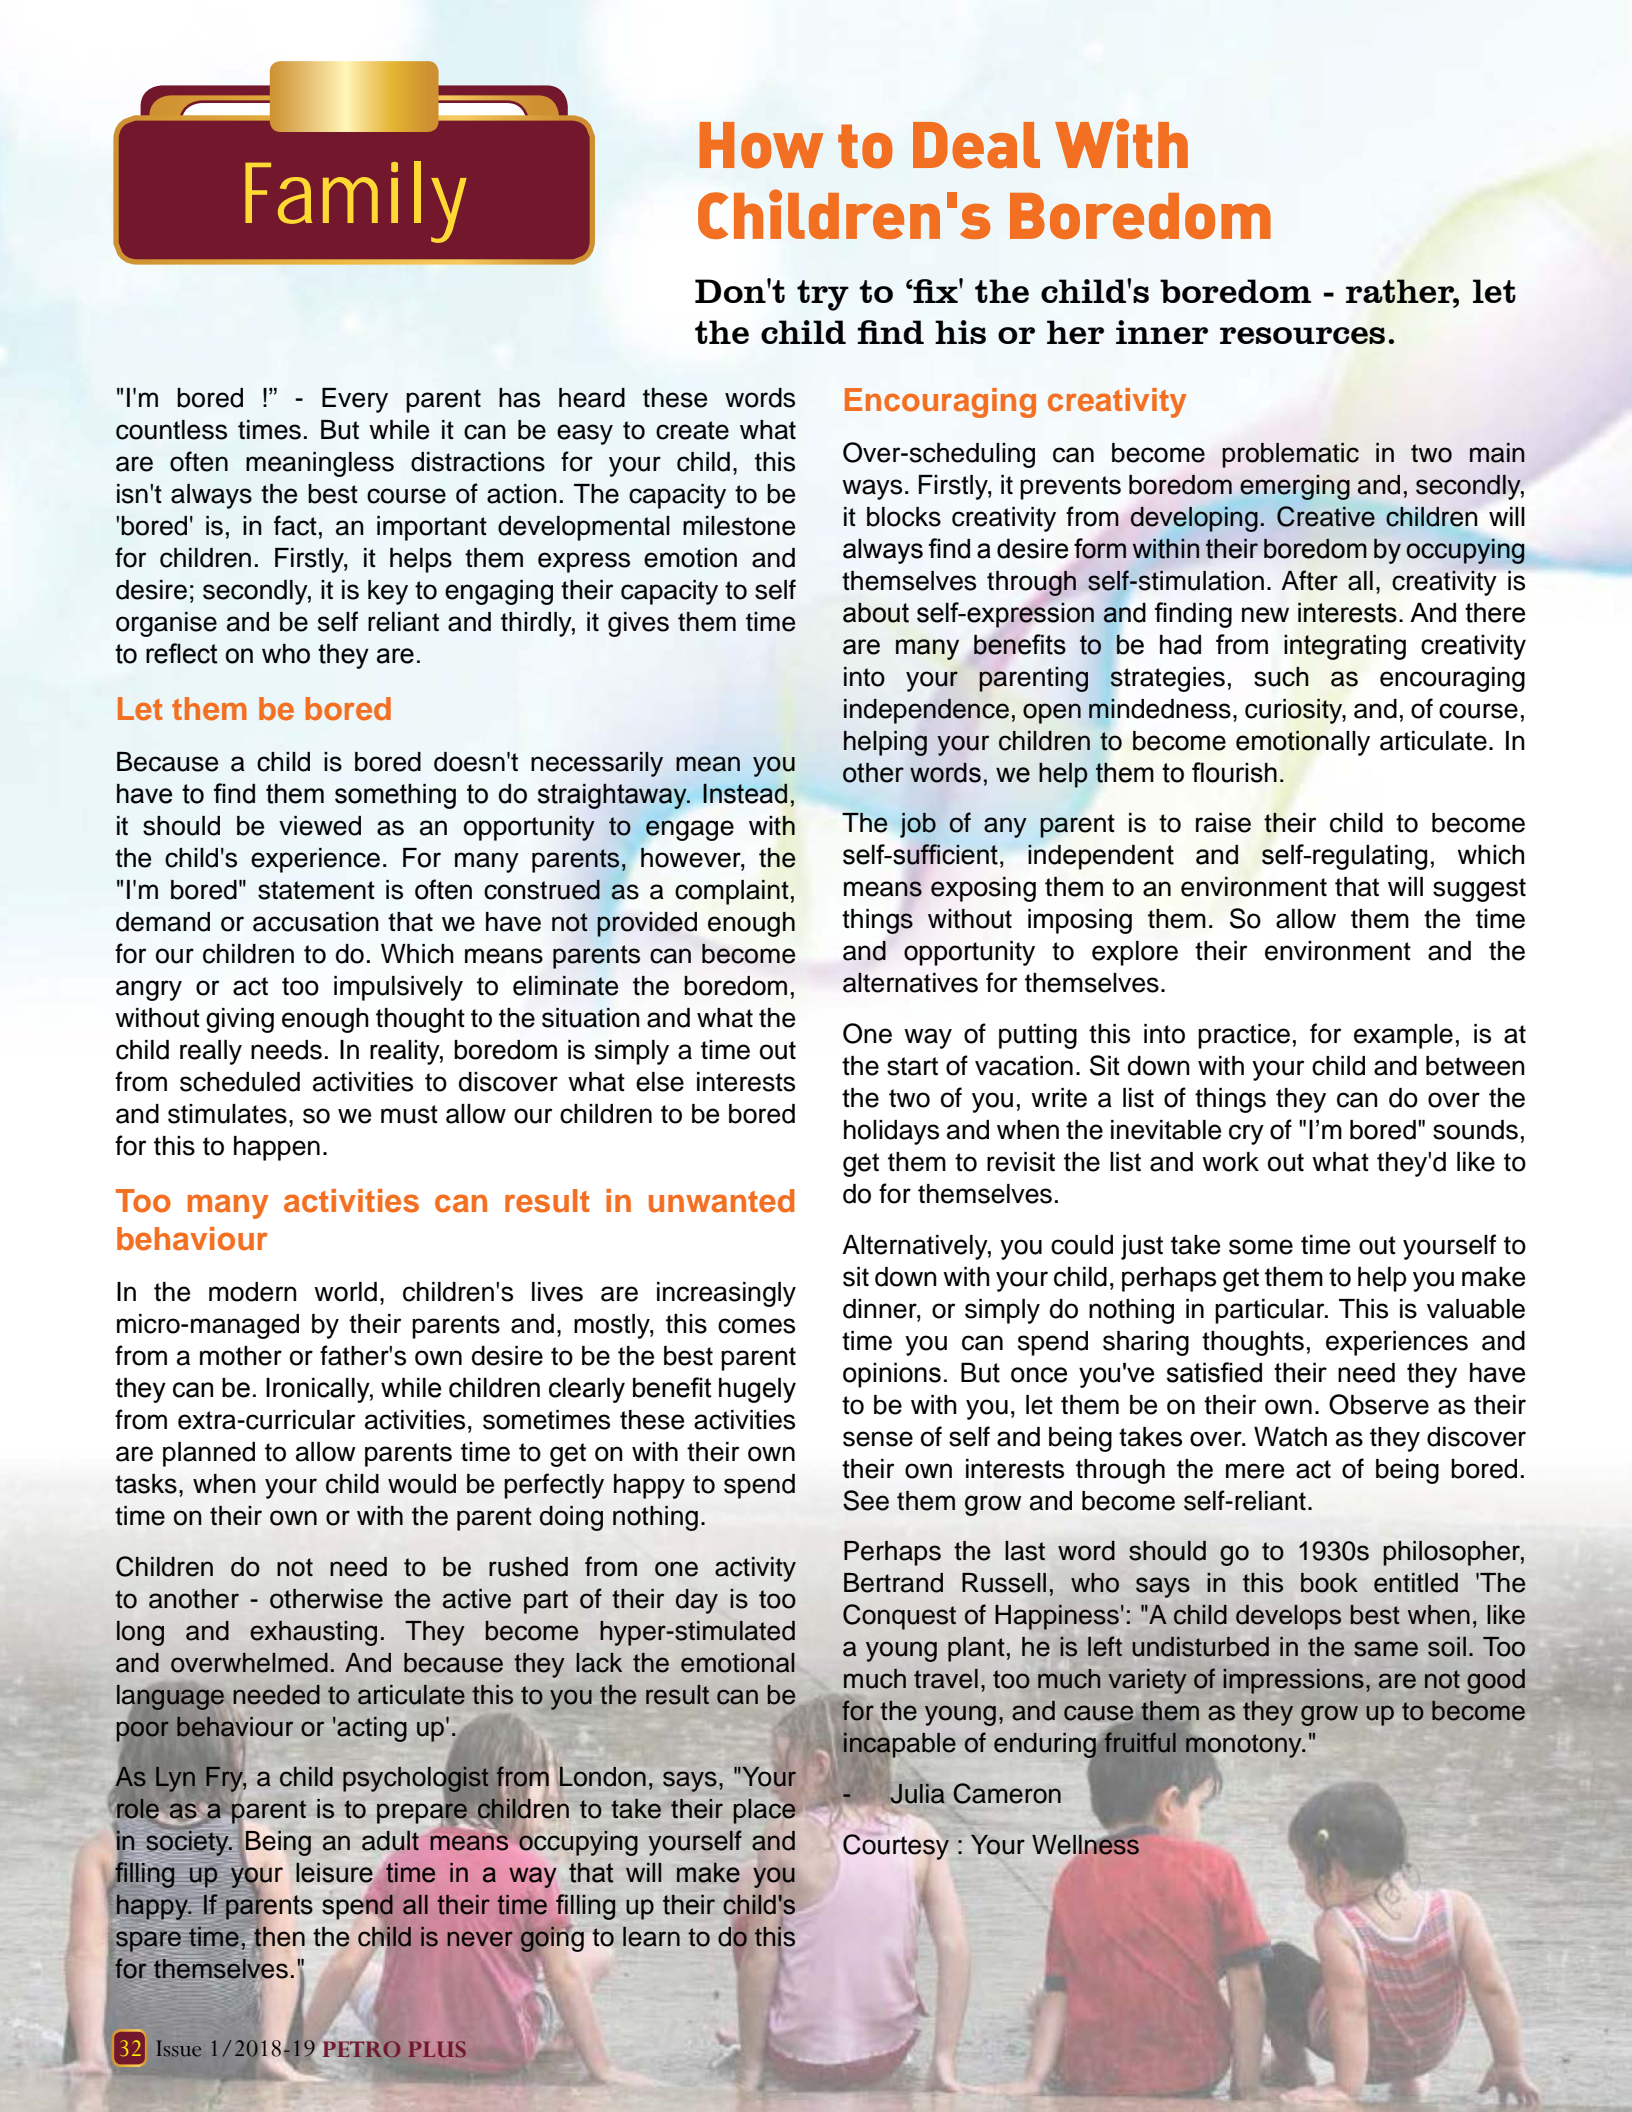 Family
How to Deal With
Children's Boredom
Don't try to ‘fix' the child's boredom - rather, let
the child find his or her inner resources.
"I'm bored !” - Every parent has heard these words
countless times. But while it can be easy to create what
are often meaningless distractions for your child, this
isn't always the best course of action. The capacity to be
'bored' is, in fact, an important developmental milestone
for children. Firstly, it helps them express emotion and
desire; secondly, it is key to engaging their capacity to self
organise and be self reliant and thirdly, it gives them time
to reflect on who they are.
Let them be bored
Because a child is bored doesn't necessarily mean you
have to find them something to do straightaway. Instead,
it should be viewed as an opportunity to engage with
the child's experience. For many parents, however, the
"I'm bored" statement is often construed as a complaint,
demand or accusation that we have not provided enough
for our children to do. Which means parents can become
angry or act too impulsively to eliminate the boredom,
without giving enough thought to the situation and what the
child really needs. In reality, boredom is simply a time out
from scheduled activities to discover what else interests
and stimulates, so we must allow our children to be bored
for this to happen.
Too many activities can result in unwanted
behaviour
In the modern world, children's lives are increasingly
micro-managed by their parents and, mostly, this comes
from a mother or father's own desire to be the best parent
they can be. Ironically, while children clearly benefit hugely
from extra-curricular activities, sometimes these activities
are planned to allow parents time to get on with their own
tasks, when your child would be perfectly happy to spend
time on their own or with the parent doing nothing.
Children do not need to be rushed from one activity
to another - otherwise the active part of their day is too
long and exhausting. They become hyper-stimulated
and overwhelmed. And because they lack the emotional
language needed to articulate this to you the result can be
poor behaviour or 'acting up'.
As Lyn Fry, a child psychologist from London, says, "Your
role as a parent is to prepare children to take their place
in society. Being an adult means occupying yourself and
filling up your leisure time in a way that will make you
happy. If parents spend all their time filling up their child's
spare time, then the child is never going to learn to do this
for themselves."
Encouraging creativity
Over-scheduling can become problematic in two main
ways. Firstly, it prevents boredom emerging and, secondly,
it blocks creativity from developing. Creative children will
always find a desire form within their boredom by occupying
themselves through self-stimulation. After all, creativity is
about self-expression and finding new interests. And there
are many benefits to be had from integrating creativity
into your parenting strategies, such as encouraging
independence, open mindedness, curiosity, and, of course,
helping your children to become emotionally articulate. In
other words, we help them to flourish.
The job of any parent is to raise their child to become
self-sufficient, independent and self-regulating, which
means exposing them to an environment that will suggest
things without imposing them. So allow them the time
and opportunity to explore their environment and the
alternatives for themselves.
One way of putting this into practice, for example, is at
the start of vacation. Sit down with your child and between
the two of you, write a list of things they can do over the
holidays and when the inevitable cry of "I’m bored" sounds,
get them to revisit the list and work out what they'd like to
do for themselves.
Alternatively, you could just take some time out yourself to
sit down with your child, perhaps get them to help you make
dinner, or simply do nothing in particular. This is valuable
time you can spend sharing thoughts, experiences and
opinions. But once you've satisfied their need they have
to be with you, let them be on their own. Observe as their
sense of self and being takes over. Watch as they discover
their own interests through the mere act of being bored.
See them grow and become self-reliant.
Perhaps the last word should go to 1930s philosopher,
Bertrand Russell, who says in this book entitled 'The
Conquest of Happiness': "A child develops best when, like
a young plant, he is left undisturbed in the same soil. Too
much travel, too much variety of impressions, are not good
for the young, and cause them as they grow up to become
incapable of enduring fruitful monotony."
- Julia Cameron
Courtesy : Your Wellness
32 Issue 1/2018-19 PETRO PLUS